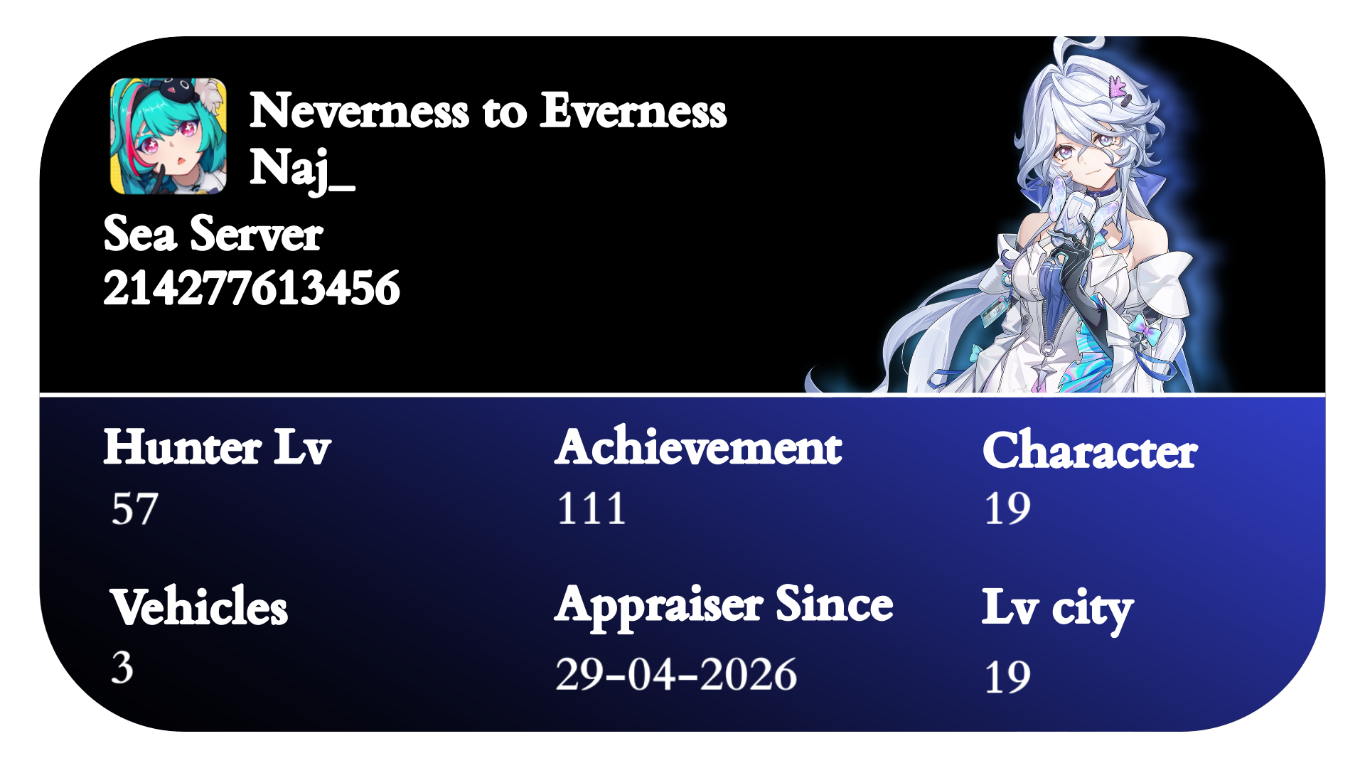 Neverness to Everness
Naj_
Sea Server
214277613456
Hunter Lv
57
Achievement
111
Character
19
Vehicles
3
Appraiser Since
29-04-2026
Lv city
19